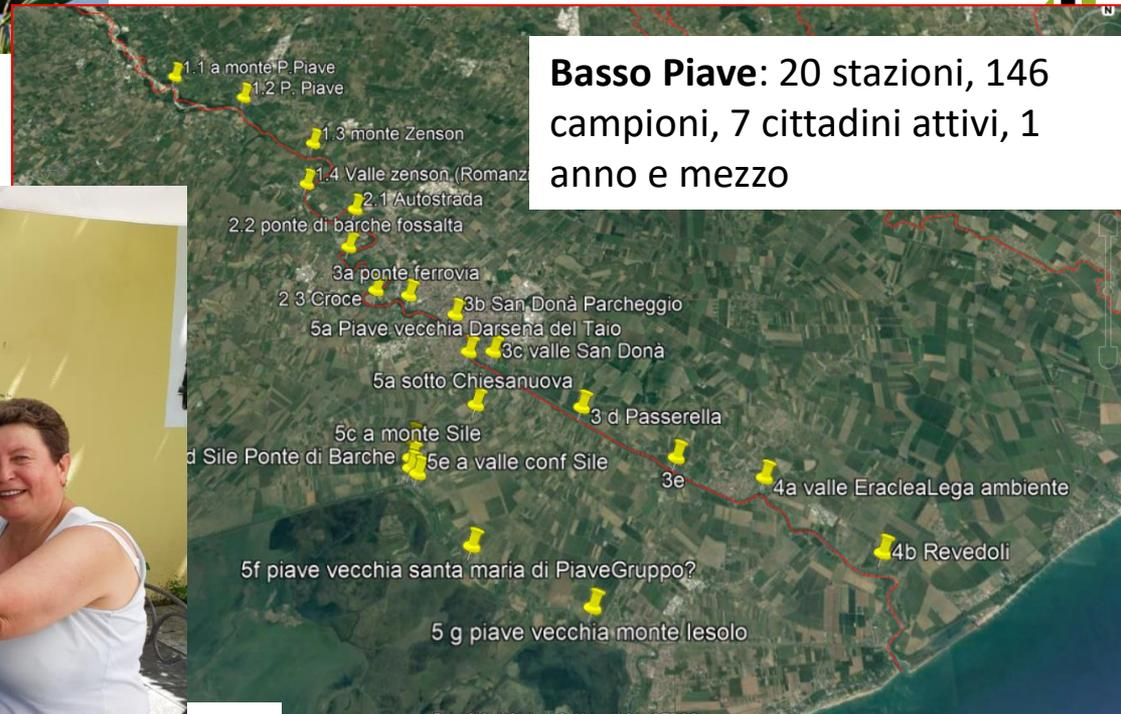 N
Basso Piave: 20 stazioni, 146
campioni, 7 cittadini attivi, 1
anno e mezzo
1.1 a monte P.Piave
1.2 P. Piave
1.3 monte Zenson
1.4 Valle zenson (Romanzi
2.1 Autostrada
2.2 ponte di barche fossalta
3a ponte ferrovia
2 3 Croce
3b San Donà Parcheggio
5a Piave vecchia Darsena del Taio
3c valle San Donà
5a sotto Chiesanuova
3 d Passerella
5c a monte Sile
d Sile Ponte di Barche
5e a valle conf Sile
3e
4a valle EracleaLega ambiente
4b Revedoli
5f piave vecchia santa maria di PiaveGruppo?
5 g piave vecchia monte Iesolo